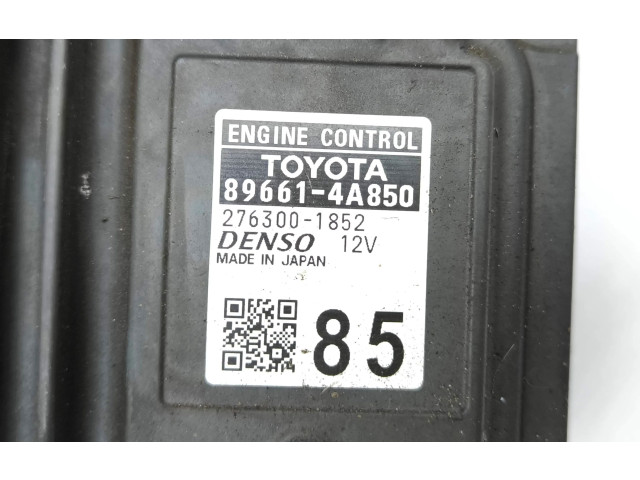 ENGINE CONTROL
TOYOTA
89661-4A850
276300-1852
DENSO 12V
MADE IN JAPAN
85